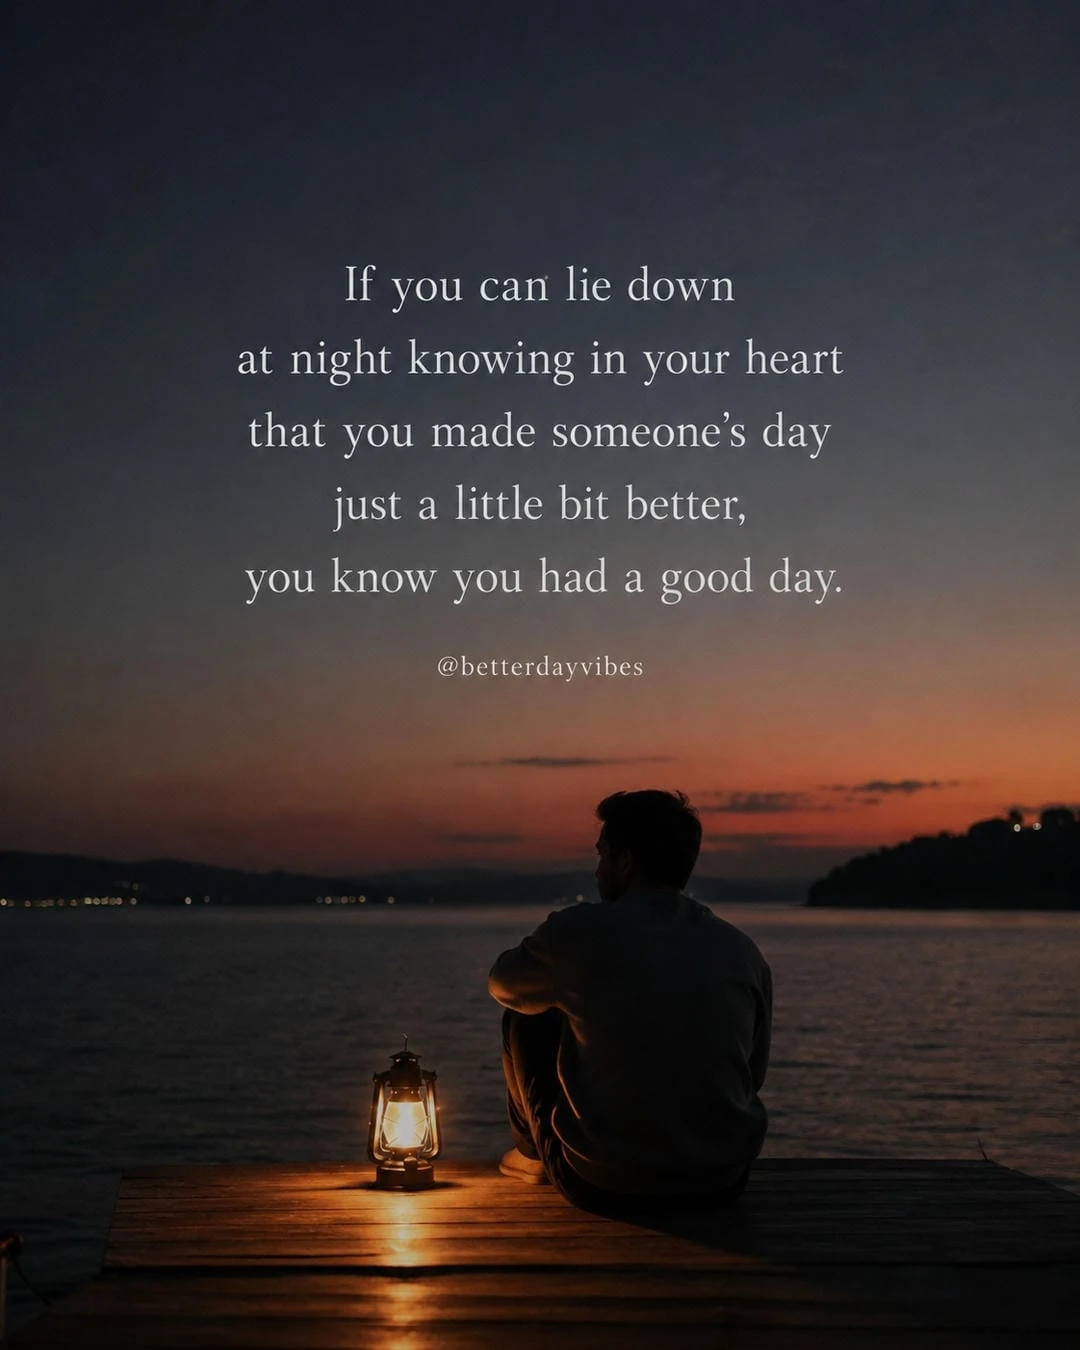 If you can lie down
at night knowing in your heart
that you made someone’s day
just a little bit better,
you know you had a good day.
@betterdayvibes